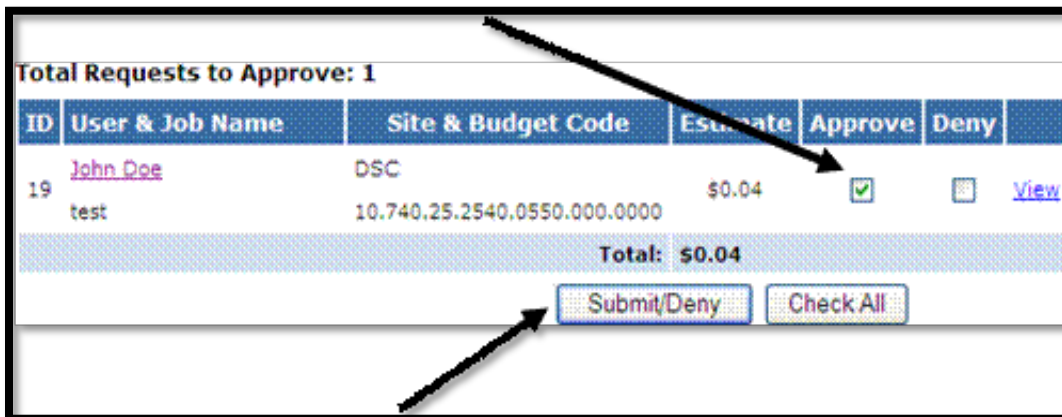 Total Requests to Approve: 1
ID User & Job Name Site & Budget Code Estimate Approve Deny
John Doe DSC
19 $0.04 View
test 10.740.25.2540.0550.000.0000
Total: $0.04
Submit/Deny Check All